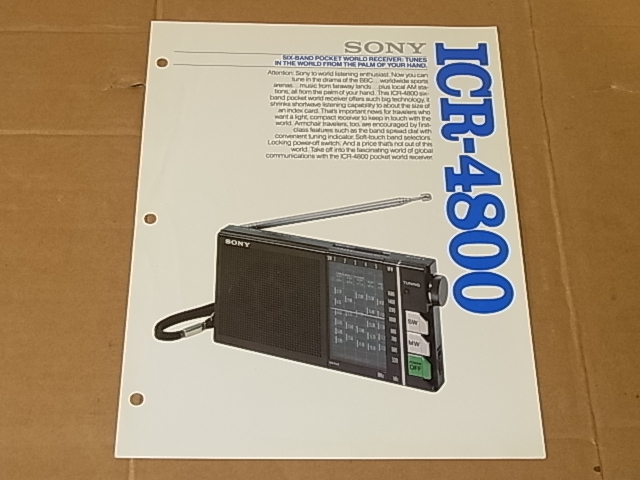 SONY
SIX-BAND POCKET WORLD RECEIVER: TUNES
IN THE WORLD FROM THE PALM OF YOUR HAND.
Attention: Sony to world listening enthusiast. Now you can
tune in the drama of the BBC...worldwide sports
arenas...music from faraway lands...plus local AM sta-
tions, all from the palm of your hand. This ICR-4800 six-
band pocket world receiver offers such big technology, it
shrinks shortwave listening capability to about the size of
an index card. That's important news for travelers who
want a light, compact receiver to keep in touch with the
world. Armchair travelers, too, are encouraged by first-
class features such as the band spread dial with
convenient tuning indicator. Soft-touch band selectors.
Locking power-off switch. And a price that's not out of this
world. Take off into the fascinating world of global
communications with the ICR-4800 pocket world receiver.
ICR-4800
SONY
SW 1 2 3 4 5 MW
TUNING
SW
MW
OFF